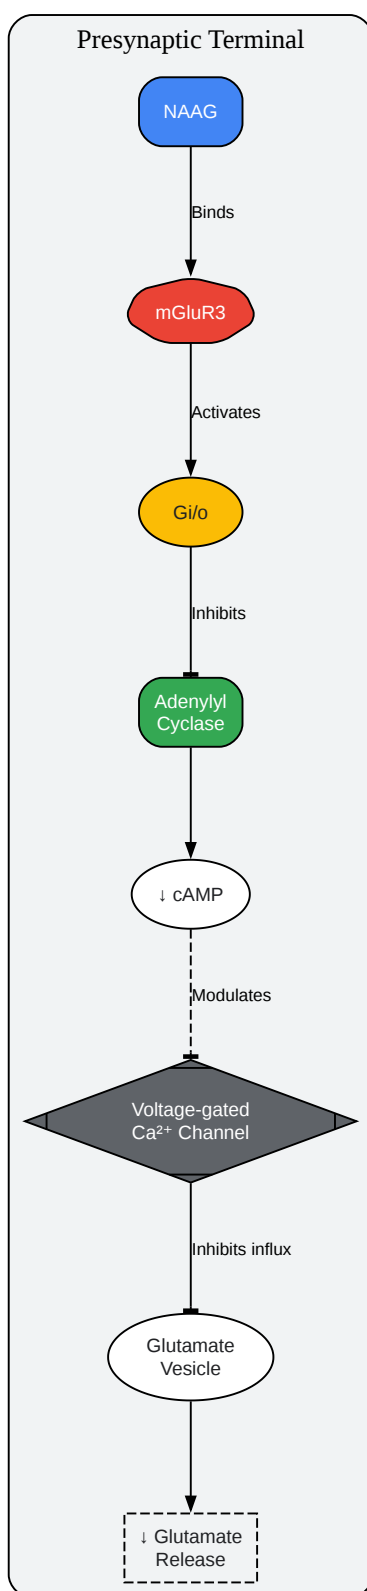 Presynaptic Terminal
NAAG
Binds
mGluR3
Activates
Gi/o
Inhibits
Adenylyl
Cyclase
↓ cAMP
Modulates
Voltage-gated
Ca²⁺ Channel
Inhibits influx
Glutamate
Vesicle
↓ Glutamate
Release